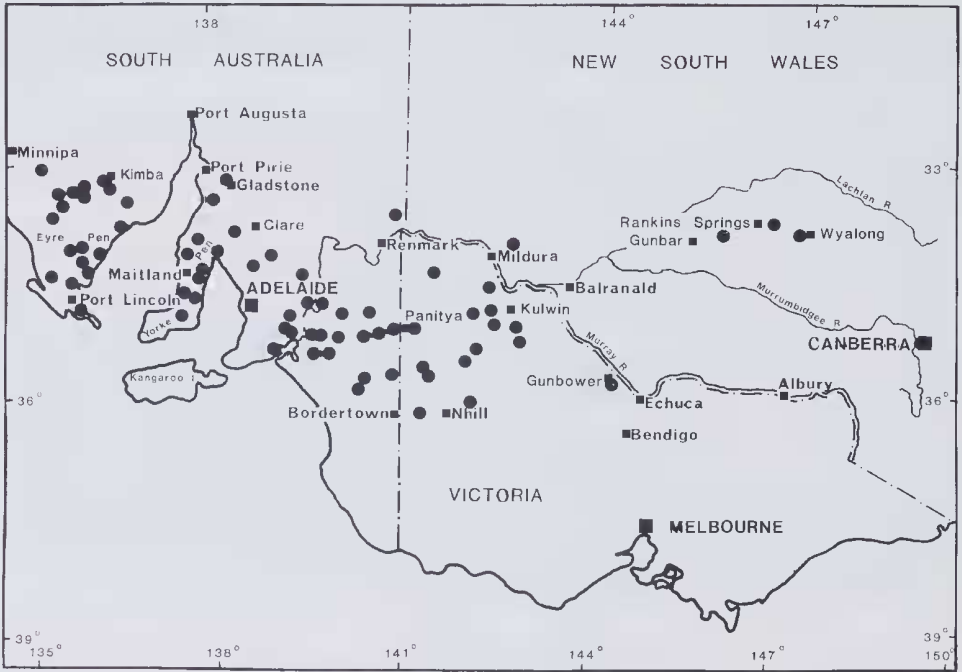 138 144° 147°
SOUTH AUSTRALIA NEW SOUTH WALES
Port Augusta
Minnipa
Kimba
Port Pirie
Gladstone
33°
Lachlan R
Rankins Springs
Gunbar
Wyalong
Clare
Eyre Pen
Pen
Renmark
Mildura
Maitland
ADELAIDE
Balranald
Port Lincoln
Panitya
Kulwin
Murrumbidgee R
Yorke
CANBERRA
Murray R
Kangaroo I
Gunbower
Albury
36° 36°
Echuca
Bordertown
Nhill
Bendigo
VICTORIA
MELBOURNE
39° 39°
135° 138° 141° 144° 147° 150°